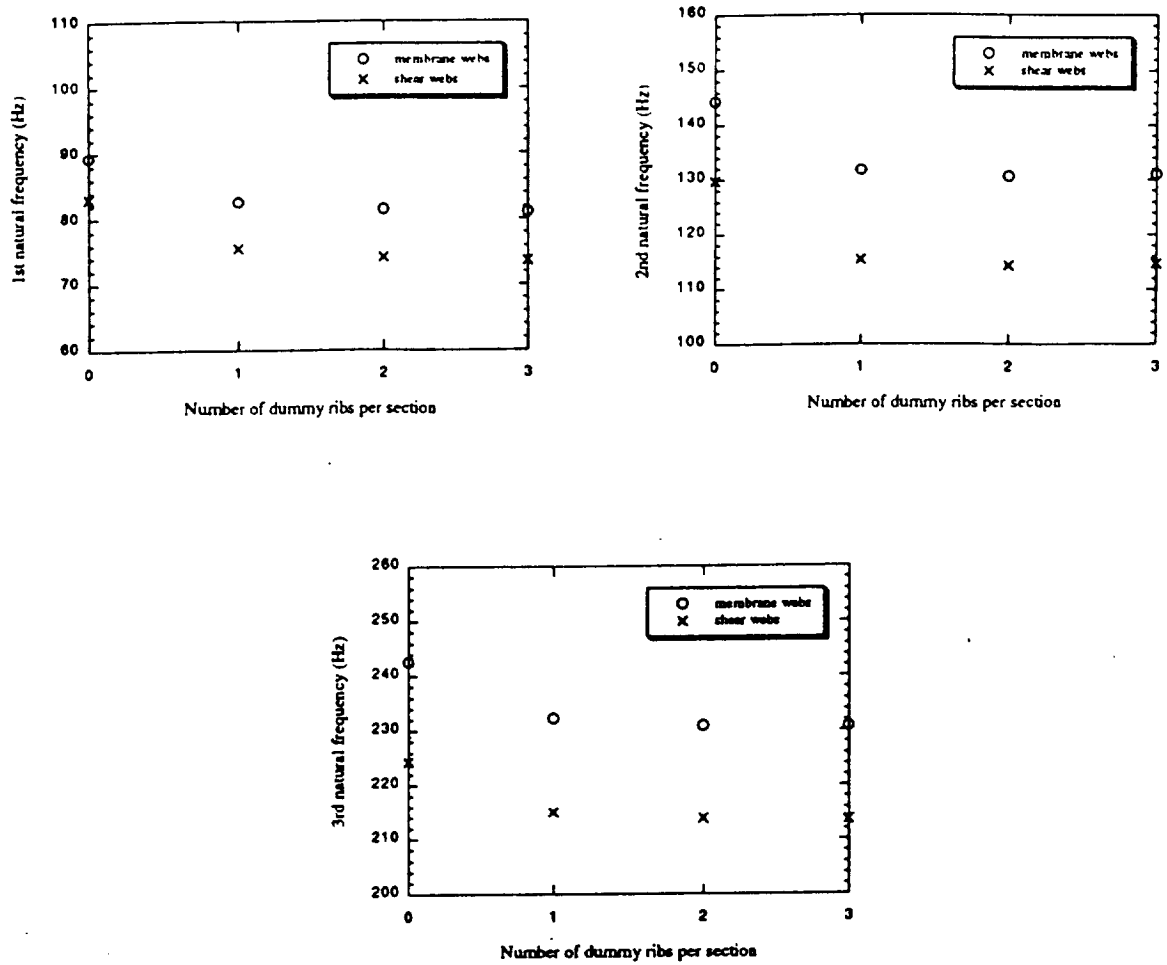 110
100
90
80
70
60
1st natural frequency (Hz)
membrane webs
shear webs
0 1 2 3
Number of dummy ribs per section
160
150
140
130
120
110
100
2nd natural frequency (Hz)
membrane webs
shear webs
0 1 2 3
Number of dummy ribs per section
260
250
240
230
220
210
200
3rd natural frequency (Hz)
membrane webs
shear webs
0 1 2 3
Number of dummy ribs per section